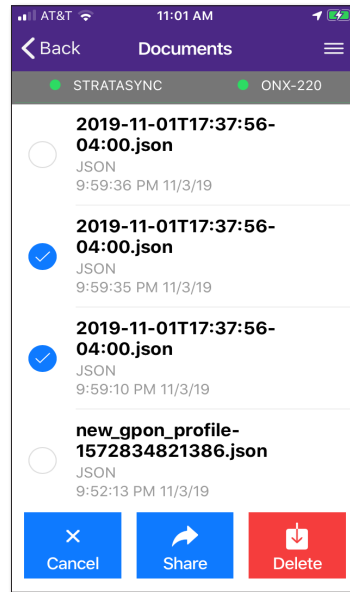 AT&T
11:01 AM
Back
Documents
STRATASYNC
ONX-220
2019-11-01T17:37:56-
04:00.json
JSON
9:59:36 PM 11/3/19
2019-11-01T17:37:56-
04:00.json
JSON
9:59:35 PM 11/3/19
2019-11-01T17:37:56-
04:00.json
JSON
9:59:10 PM 11/3/19
new_gpon_profile-
1572834821386.json
JSON
9:52:13 PM 11/3/19
Cancel
Share
Delete